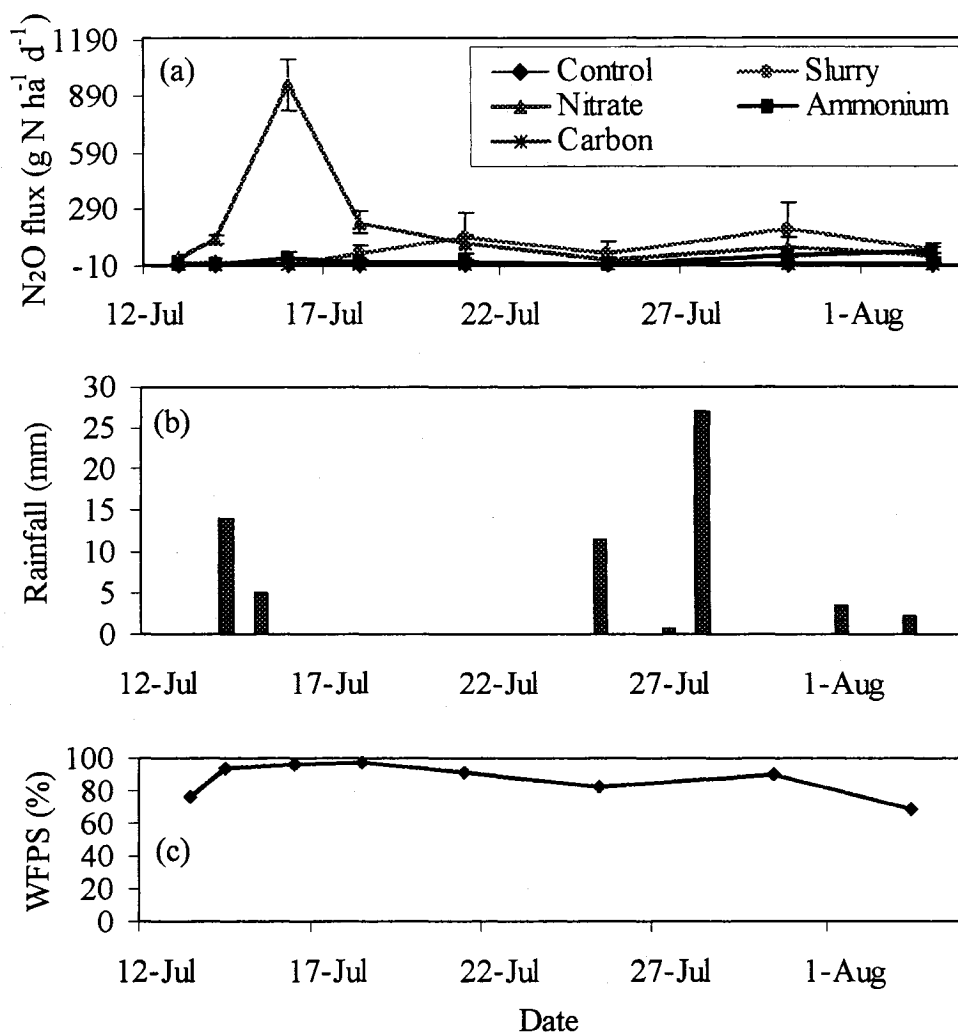 (a)
N₂O flux (g N ha⁻¹ d⁻¹)
1190
890
590
290
-10
Control
Slurry
Nitrate
Ammonium
Carbon
12-Jul
17-Jul
22-Jul
27-Jul
1-Aug
(b)
Rainfall (mm)
30
25
20
15
10
5
0
12-Jul
17-Jul
22-Jul
27-Jul
1-Aug
(c)
WFPS (%)
100
80
60
40
20
0
12-Jul
17-Jul
22-Jul
27-Jul
1-Aug
Date